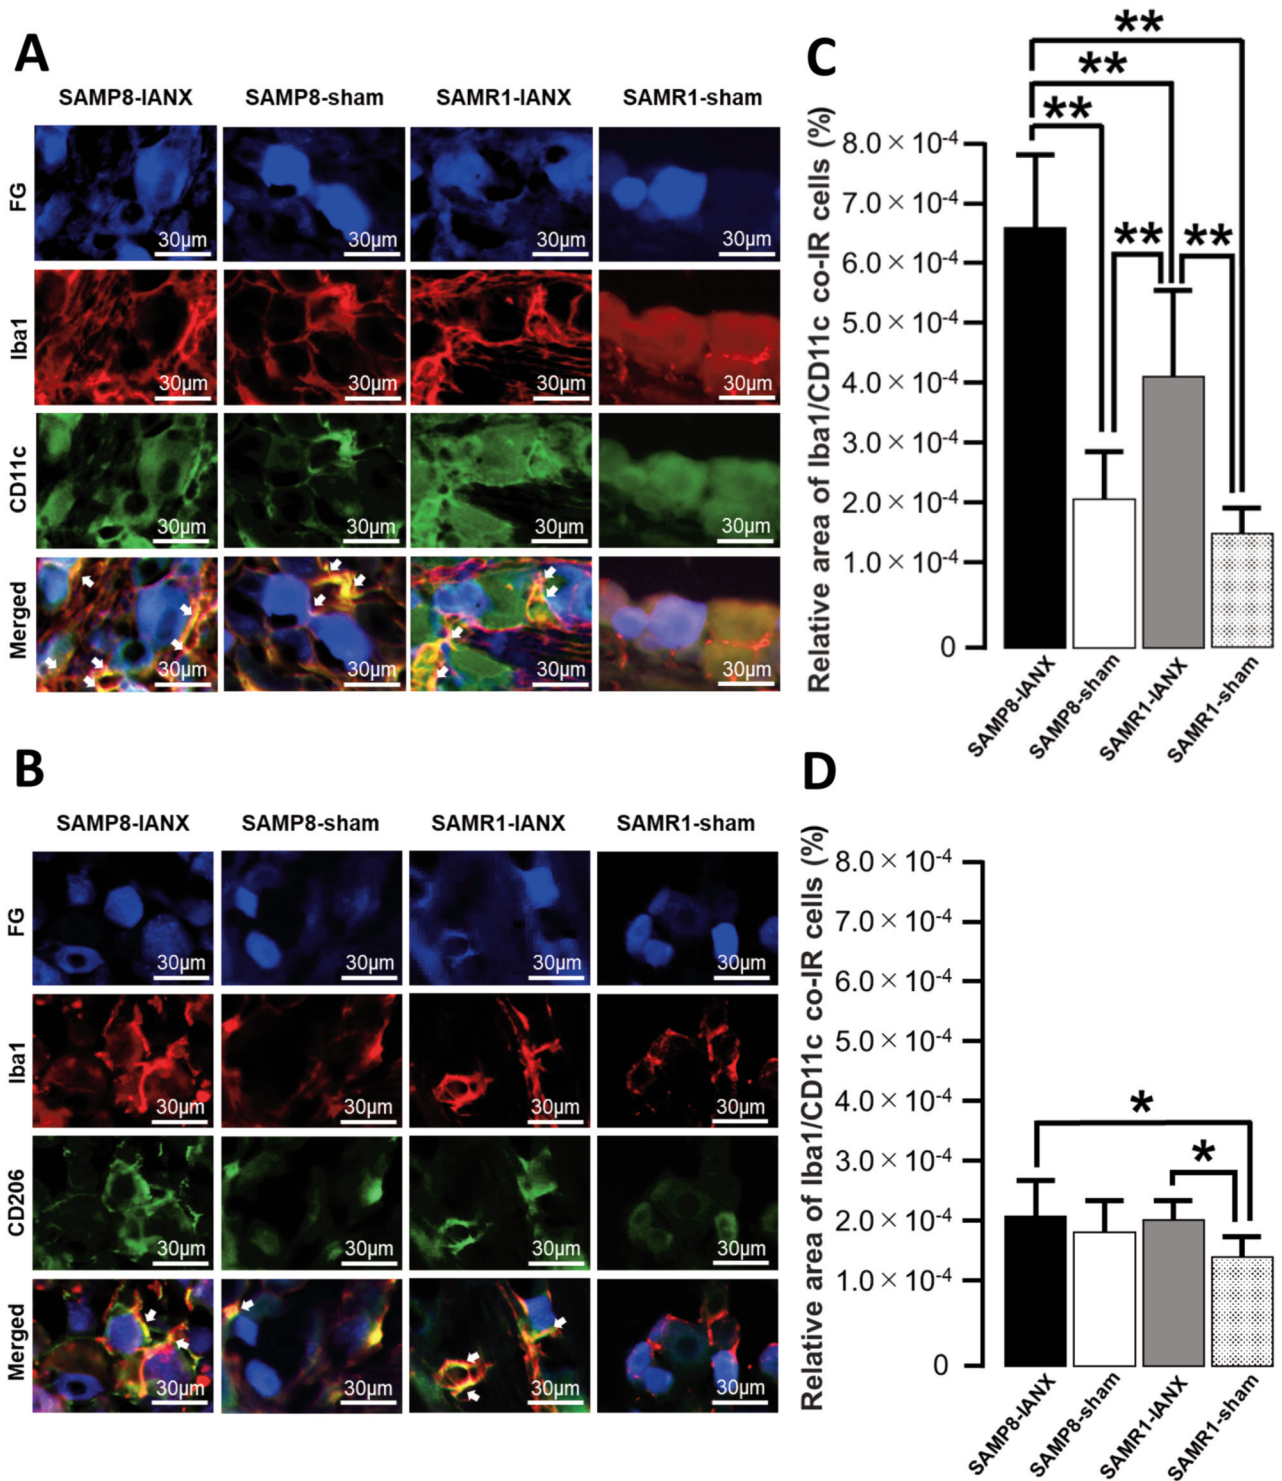 A
SAMP8-IANX SAMP8-sham SAMR1-IANX SAMR1-sham
FG
30µm 30µm 30µm 30µm
Iba1
30µm 30µm 30µm 30µm
CD11c
30µm 30µm 30µm 30µm
Merged
30µm 30µm 30µm 30µm
B
SAMP8-IANX SAMP8-sham SAMR1-IANX SAMR1-sham
FG
30µm 30µm 30µm 30µm
Iba1
30µm 30µm 30µm 30µm
CD206
30µm 30µm 30µm 30µm
Merged
30µm 30µm 30µm 30µm
C
Relative area of Iba1/CD11c co-IR cells (%)
**
**
**
** **
8.0 × 10⁻⁴
7.0 × 10⁻⁴
6.0 × 10⁻⁴
5.0 × 10⁻⁴
4.0 × 10⁻⁴
3.0 × 10⁻⁴
2.0 × 10⁻⁴
1.0 × 10⁻⁴
0
SAMP8-IANX
SAMP8-sham
SAMR1-IANX
SAMR1-sham
D
Relative area of Iba1/CD11c co-IR cells (%)
8.0 × 10⁻⁴
7.0 × 10⁻⁴
6.0 × 10⁻⁴
5.0 × 10⁻⁴
4.0 × 10⁻⁴
3.0 × 10⁻⁴
2.0 × 10⁻⁴
1.0 × 10⁻⁴
0
*
*
SAMP8-IANX
SAMP8-sham
SAMR1-IANX
SAMR1-sham